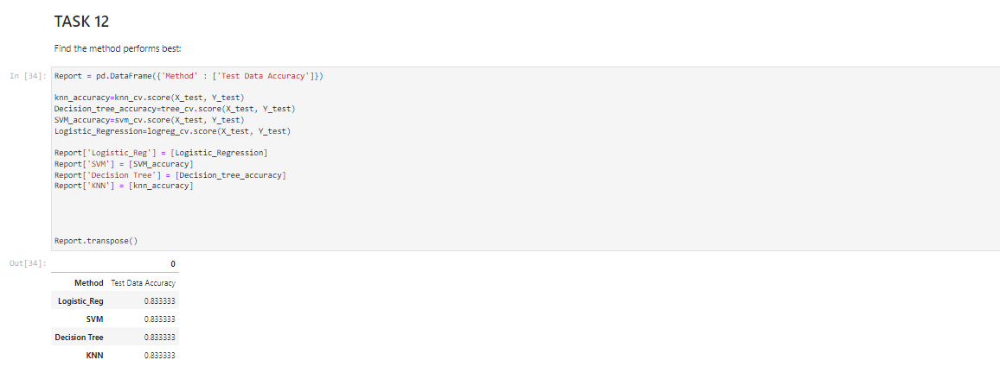 TASK 12
Find the method performs best:
In [34]:
Report = pd.DataFrame({'Method' : ['Test Data Accuracy']})
knn_accuracy=knn_cv.score(X_test, Y_test)
Decision_tree_accuracy=tree_cv.score(X_test, Y_test)
SVM_accuracy=svm_cv.score(X_test, Y_test)
Logistic_Regression=logreg_cv.score(X_test, Y_test)
Report['Logistic_Reg'] = [Logistic_Regression]
Report['SVM'] = [SVM_accuracy]
Report['Decision Tree'] = [Decision_tree_accuracy]
Report['KNN'] = [knn_accuracy]
Report.transpose()
Out[34]:
0
Method Test Data Accuracy
Logistic_Reg 0.833333
SVM 0.833333
Decision Tree 0.833333
KNN 0.833333